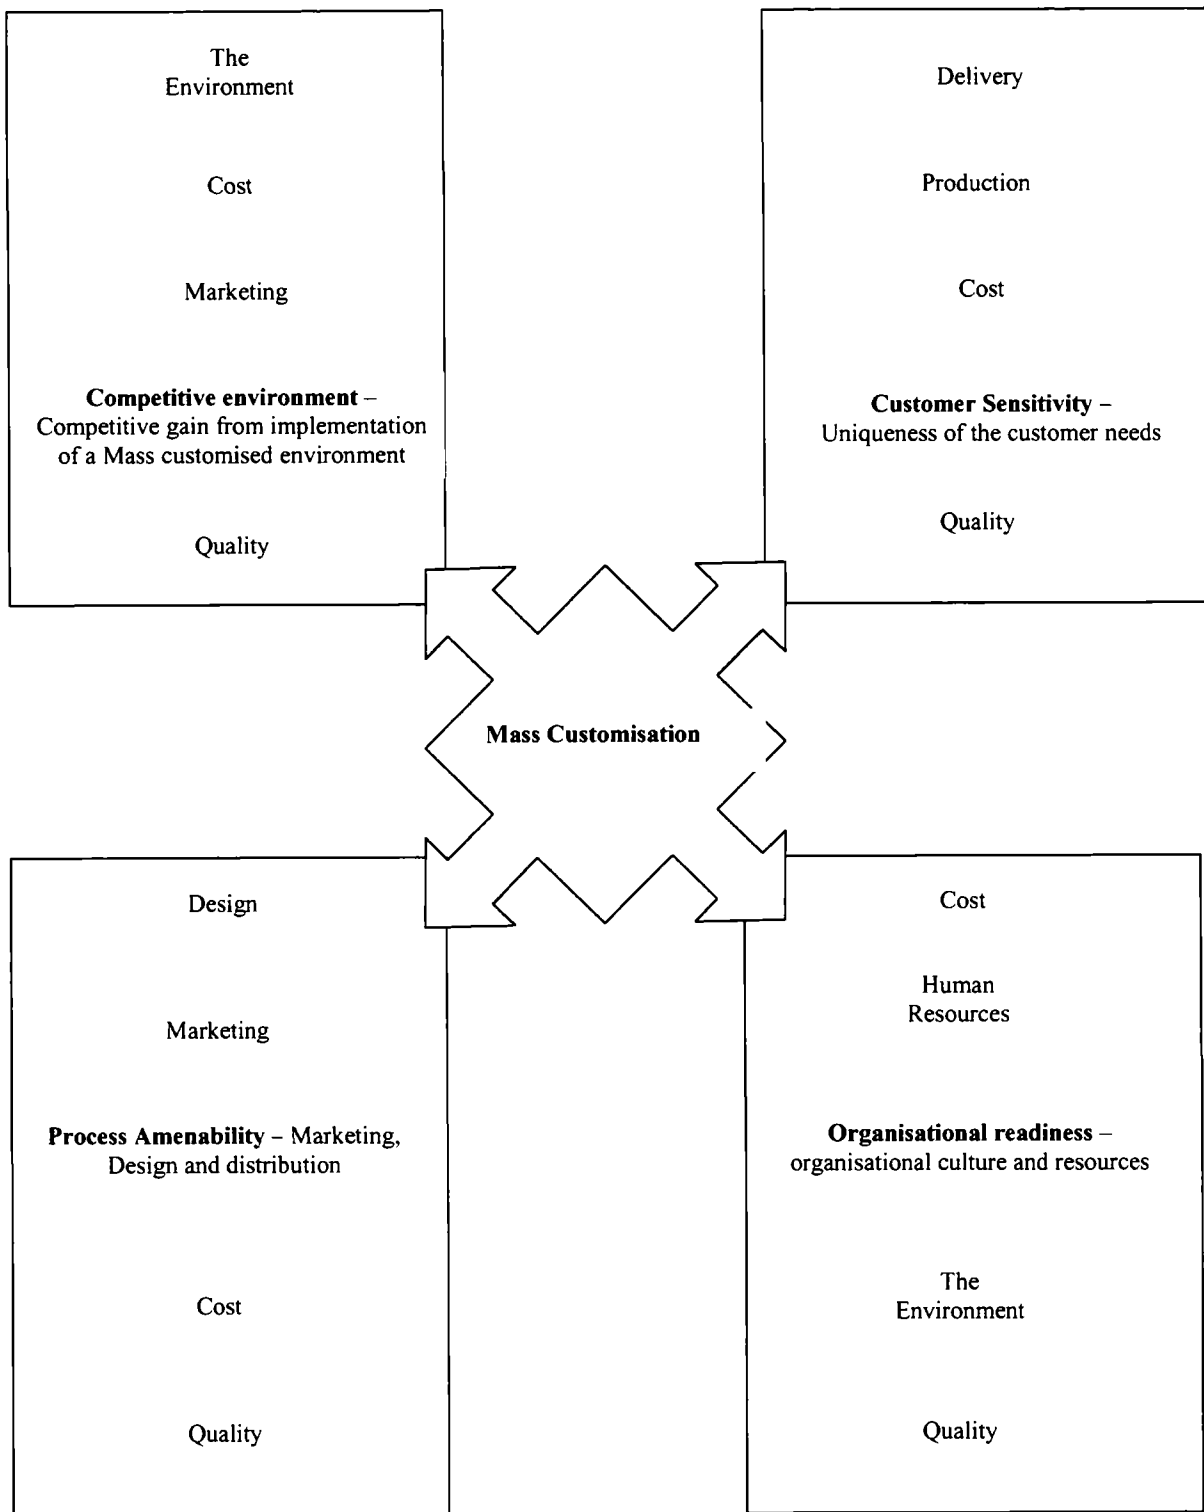 The
Environment
Cost
Marketing
Competitive environment –
Competitive gain from implementation
of a Mass customised environment
Quality
Delivery
Production
Cost
Customer Sensitivity –
Uniqueness of the customer needs
Quality
Mass Customisation
Design
Marketing
Process Amenability – Marketing,
Design and distribution
Cost
Quality
Cost
Human
Resources
Organisational readiness –
organisational culture and resources
The
Environment
Quality